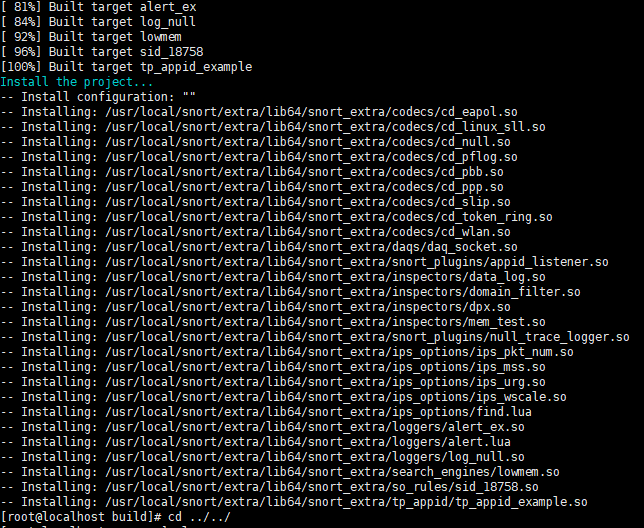 [ 81%] Built target alert_ex
[ 84%] Built target log_null
[ 92%] Built target lowmem
[ 96%] Built target sid_18758
[100%] Built target tp_appid_example
Install the project...
-- Install configuration: ""
-- Installing: /usr/local/snort/extra/lib64/snort_extra/codecs/cd_eapol.so
-- Installing: /usr/local/snort/extra/lib64/snort_extra/codecs/cd_linux_sll.so
-- Installing: /usr/local/snort/extra/lib64/snort_extra/codecs/cd_null.so
-- Installing: /usr/local/snort/extra/lib64/snort_extra/codecs/cd_pflog.so
-- Installing: /usr/local/snort/extra/lib64/snort_extra/codecs/cd_pbb.so
-- Installing: /usr/local/snort/extra/lib64/snort_extra/codecs/cd_ppp.so
-- Installing: /usr/local/snort/extra/lib64/snort_extra/codecs/cd_slip.so
-- Installing: /usr/local/snort/extra/lib64/snort_extra/codecs/cd_token_ring.so
-- Installing: /usr/local/snort/extra/lib64/snort_extra/codecs/cd_wlan.so
-- Installing: /usr/local/snort/extra/lib64/snort_extra/daqs/daq_socket.so
-- Installing: /usr/local/snort/extra/lib64/snort_extra/snort_plugins/appid_listener.so
-- Installing: /usr/local/snort/extra/lib64/snort_extra/inspectors/data_log.so
-- Installing: /usr/local/snort/extra/lib64/snort_extra/inspectors/domain_filter.so
-- Installing: /usr/local/snort/extra/lib64/snort_extra/inspectors/dpx.so
-- Installing: /usr/local/snort/extra/lib64/snort_extra/inspectors/mem_test.so
-- Installing: /usr/local/snort/extra/lib64/snort_extra/snort_plugins/null_trace_logger.so
-- Installing: /usr/local/snort/extra/lib64/snort_extra/ips_options/ips_pkt_num.so
-- Installing: /usr/local/snort/extra/lib64/snort_extra/ips_options/ips_mss.so
-- Installing: /usr/local/snort/extra/lib64/snort_extra/ips_options/ips_urg.so
-- Installing: /usr/local/snort/extra/lib64/snort_extra/ips_options/ips_wscale.so
-- Installing: /usr/local/snort/extra/lib64/snort_extra/ips_options/find.lua
-- Installing: /usr/local/snort/extra/lib64/snort_extra/loggers/alert_ex.so
-- Installing: /usr/local/snort/extra/lib64/snort_extra/loggers/alert.lua
-- Installing: /usr/local/snort/extra/lib64/snort_extra/loggers/log_null.so
-- Installing: /usr/local/snort/extra/lib64/snort_extra/search_engines/lowmem.so
-- Installing: /usr/local/snort/extra/lib64/snort_extra/so_rules/sid_18758.so
-- Installing: /usr/local/snort/extra/lib64/snort_extra/tp_appid/tp_appid_example.so
[root@localhost build]# cd ../../